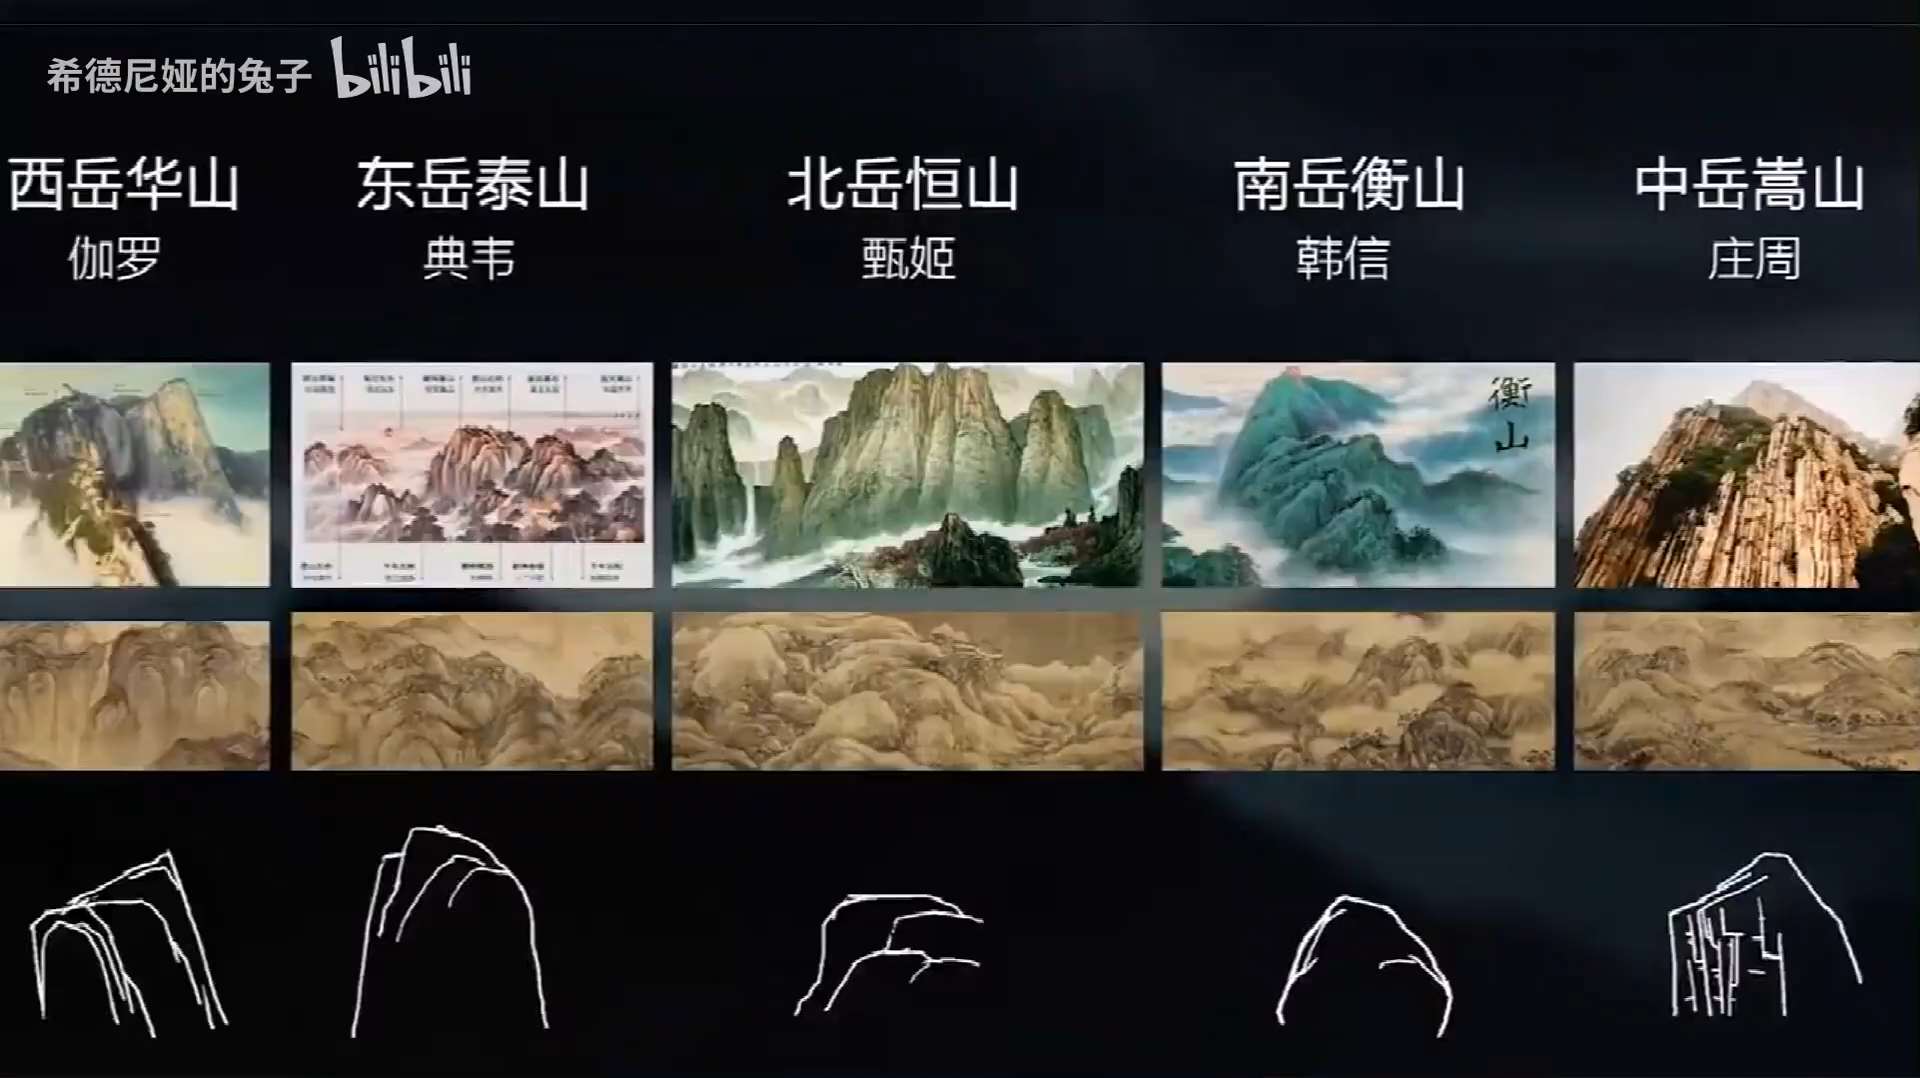 希德尼娅的兔子 bilibili
西岳华山 东岳泰山 北岳恒山 南岳衡山 中岳嵩山
伽罗 典韦 甄姬 韩信 庄周
衡山